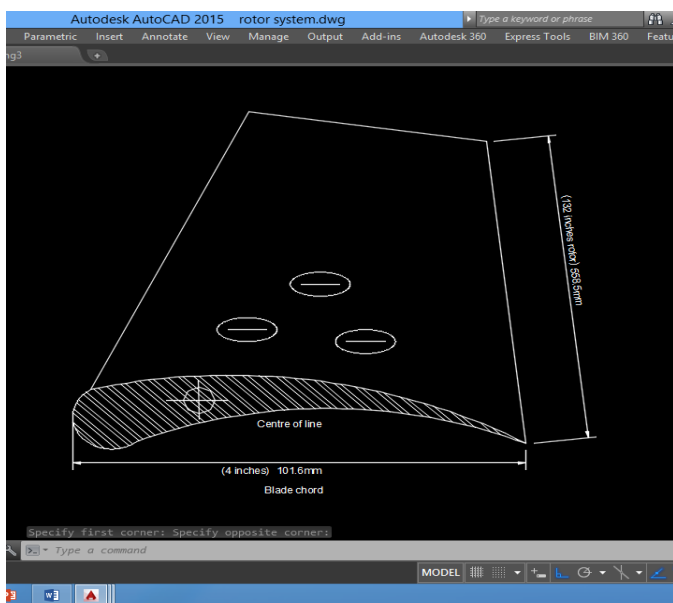 Autodesk AutoCAD 2015 rotor system.dwg Type a keyword or phrase
Parametric Insert Annotate View Manage Output Add-ins Autodesk 360 Express Tools BIM 360 Featu
ng3
(132 inches rotor) 558.5mm
Centre of line
(4 inches) 101.6mm
Blade chord
Specify first corner: Specify opposite corner:
Type a command
MODEL